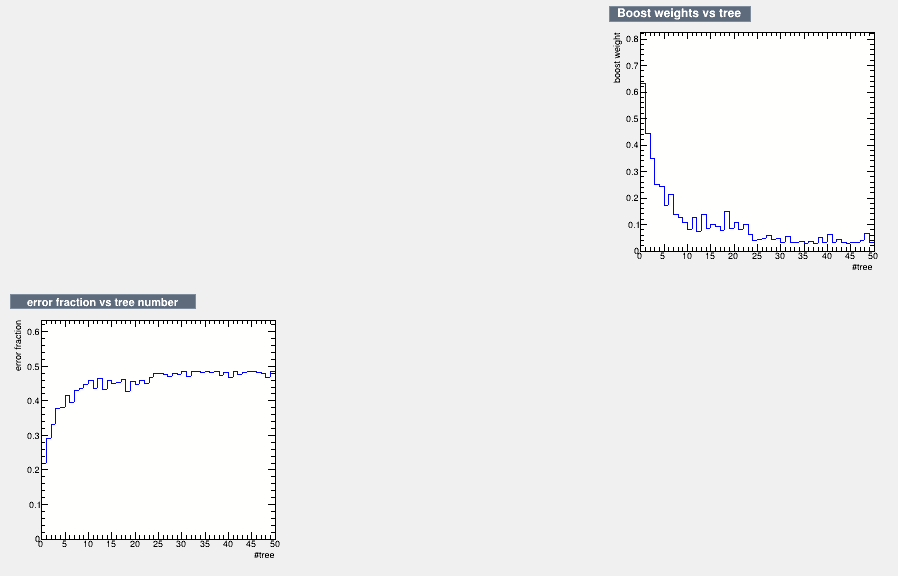 Boost weights vs tree
boost weight
0.8
0.7
0.6
0.5
0.4
0.3
0.2
0.1
0
0 5 10 15 20 25 30 35 40 45 50
#tree
error fraction vs tree number
error fraction
0.6
0.5
0.4
0.3
0.2
0.1
0
0 5 10 15 20 25 30 35 40 45 50
#tree